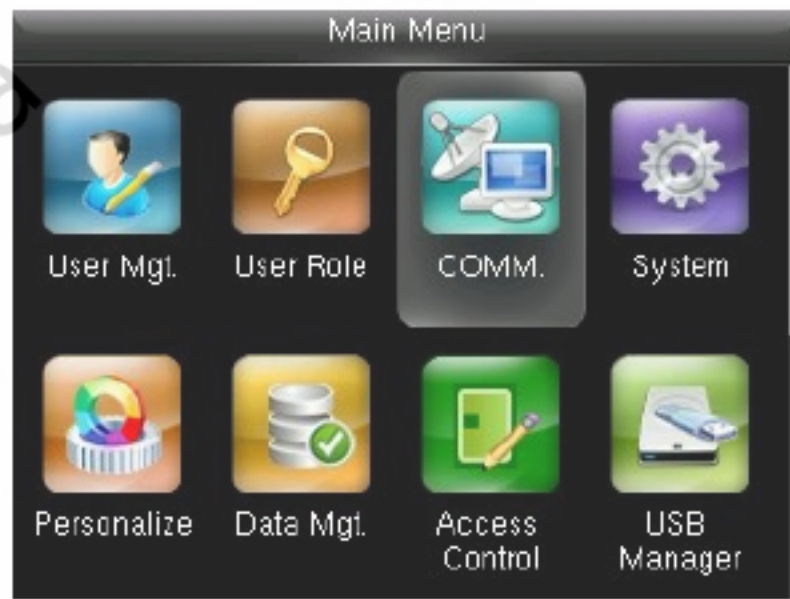 Main Menu
User Mgt.
User Role
COMM.
System
Personalize
Data Mgt.
Access
Control
USB
Manager